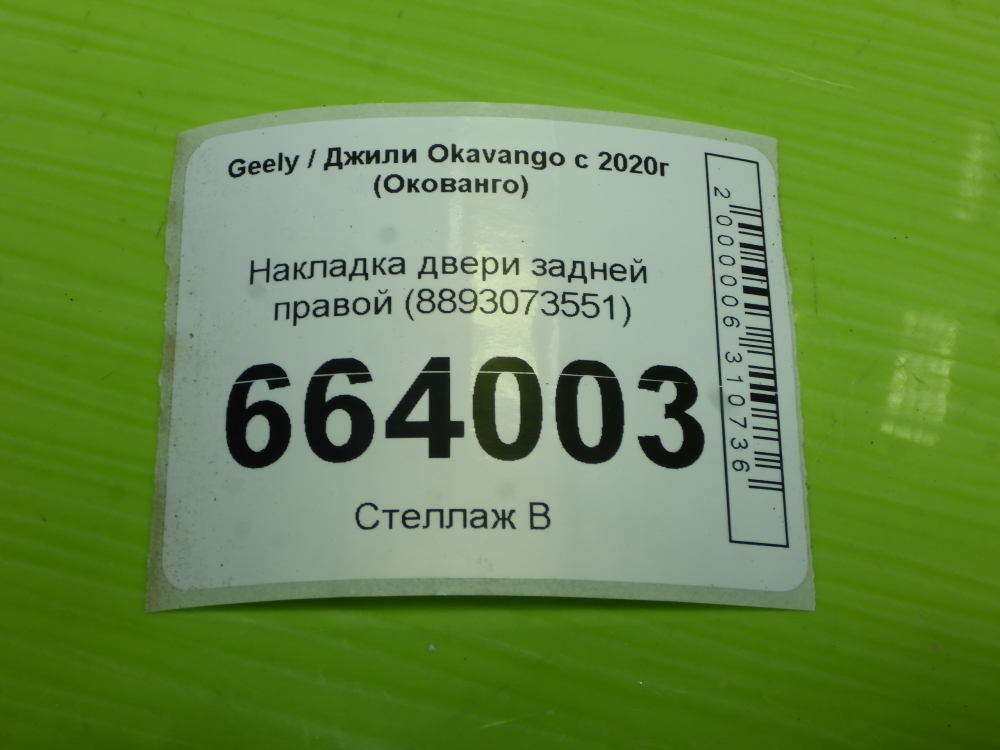 Geely / Джили Okavango с 2020г
(Окованго)
Накладка двери задней
правой (8893073551)
664003
Стеллаж В
2000006310736